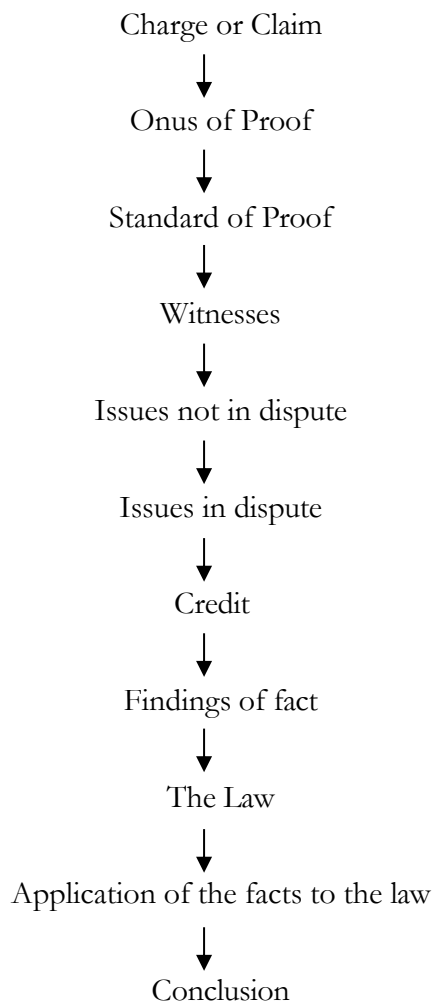 Charge or Claim
Onus of Proof
Standard of Proof
Witnesses
Issues not in dispute
Issues in dispute
Credit
Findings of fact
The Law
Application of the facts to the law
Conclusion